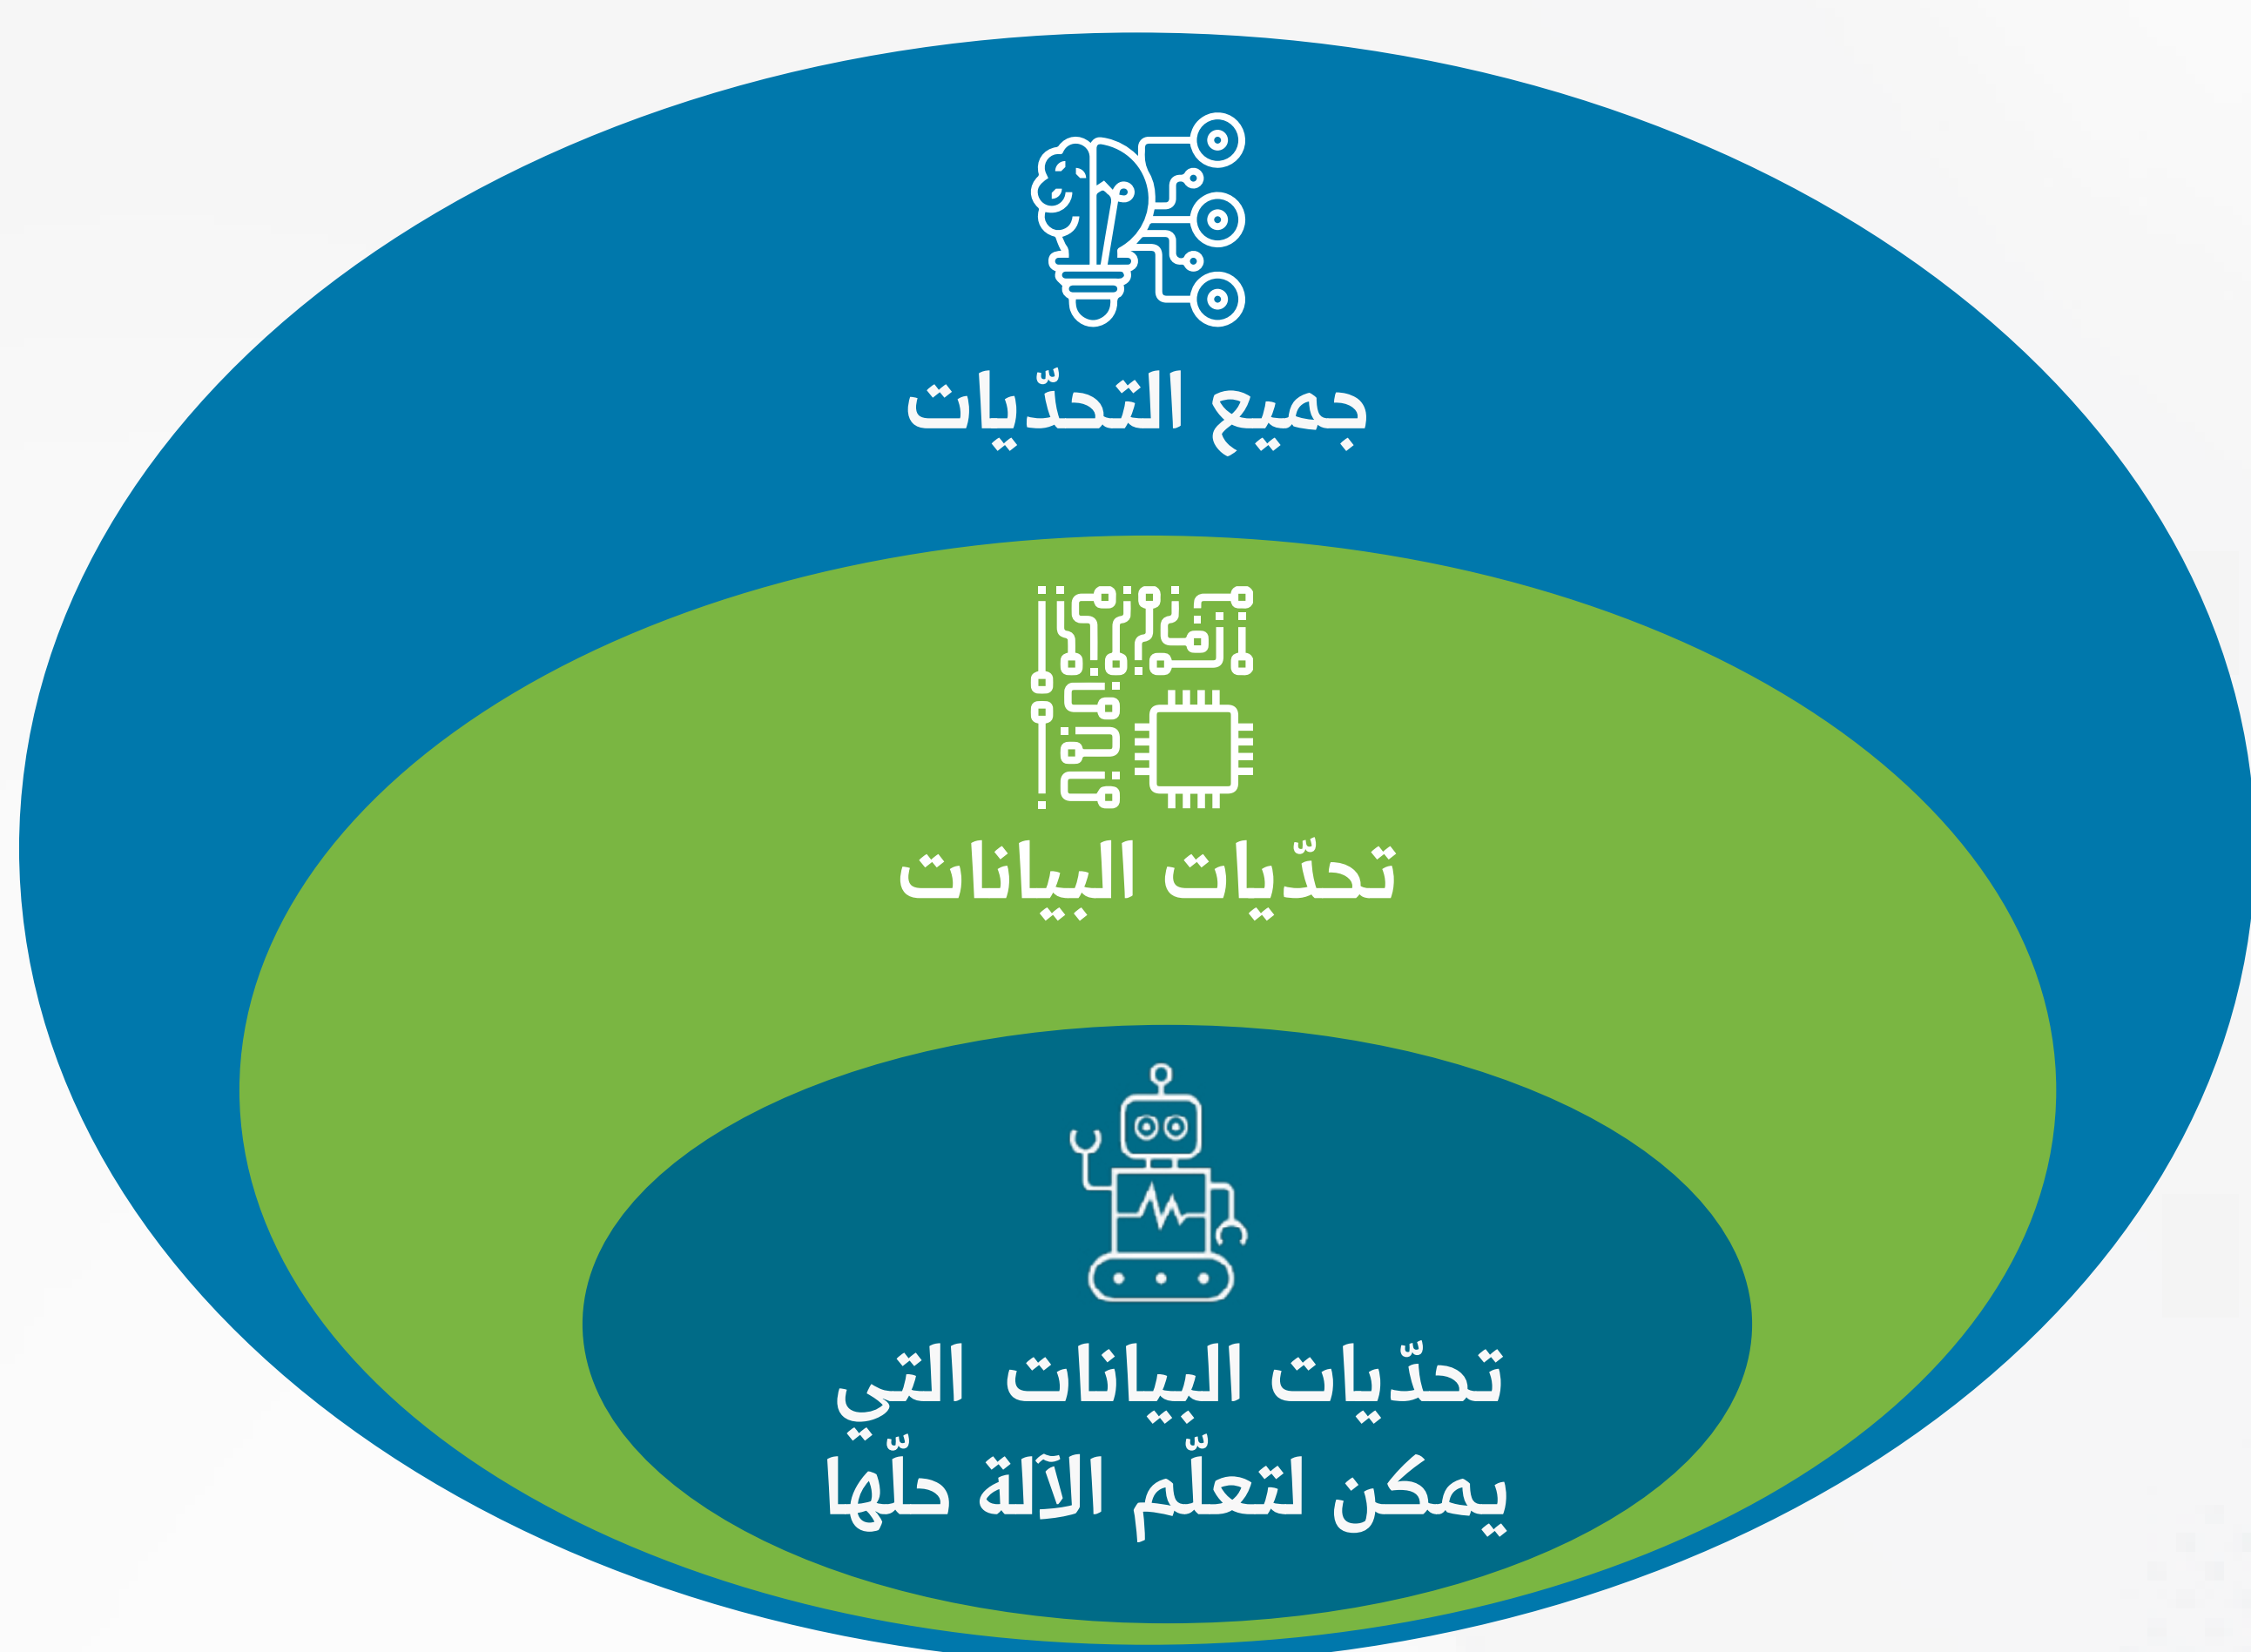 جميع التحدّيات
تحدّيات البيانات
تحدّيات البيانات التي
يمكن لتعلّم الآلة حلّها